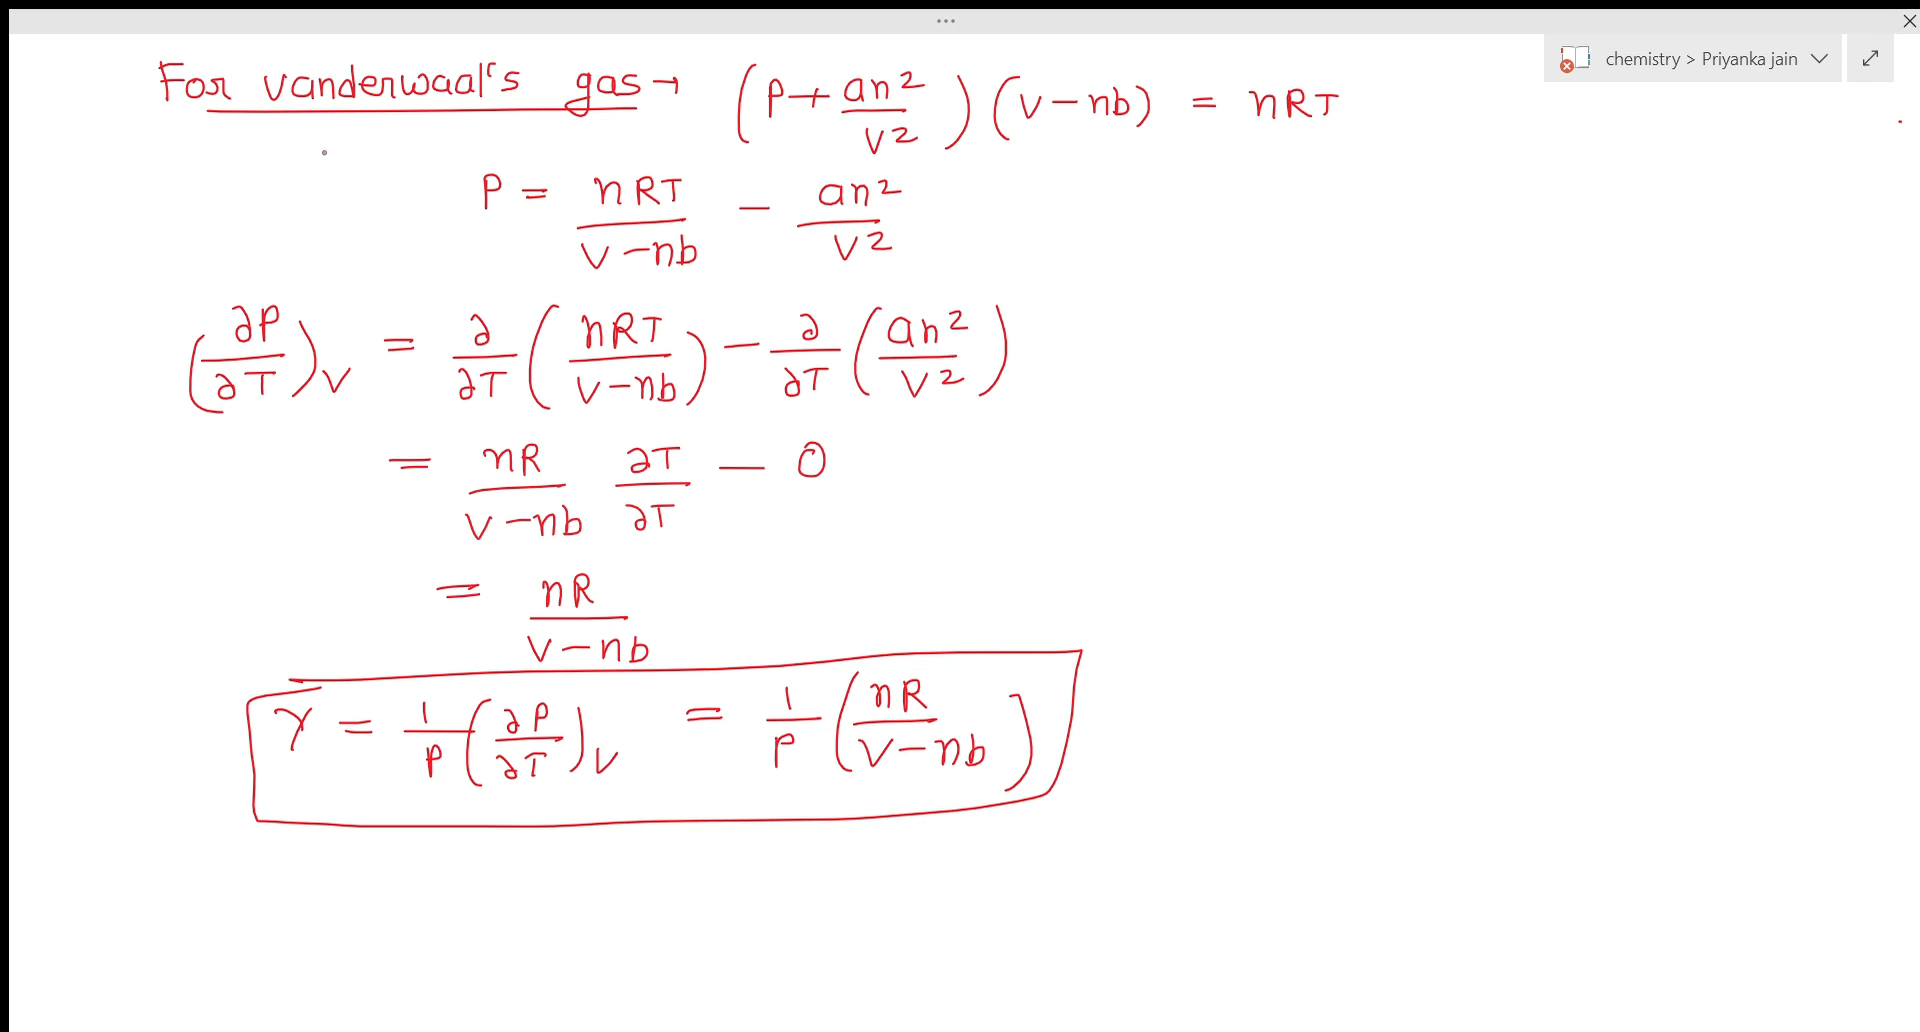 chemistry > Priyanka jain
For vanderwaal's gas → (P + an²/v²) (v − nb) = nRT
P = nRT/(v − nb) − an²/v²
(∂P/∂T)v = ∂/∂T (nRT/(v − nb)) − ∂/∂T (an²/v²)
= nR/(v − nb) ∂T/∂T − 0
= nR/(v − nb)
γ = 1/P (∂P/∂T)v = 1/P (nR/(v − nb))